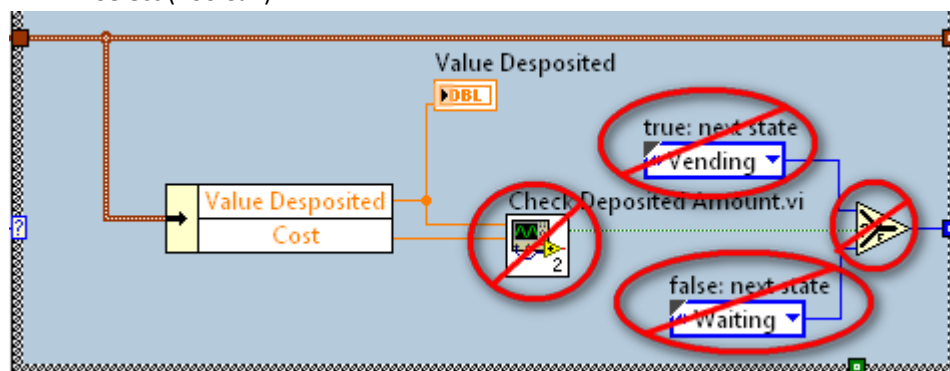 Value Desposited
DBL
true: next state
Vending
Value Desposited
Check Deposited Amount.vi
Cost
2
?
false: next state
Waiting